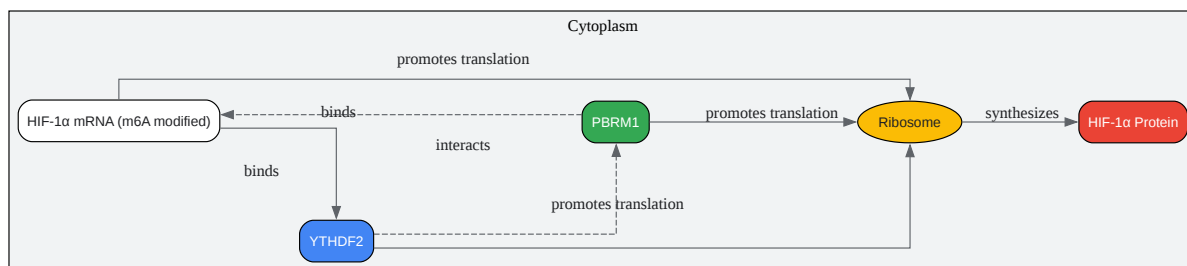 Cytoplasm
promotes translation
HIF-1α mRNA (m6A modified)
binds
PBRM1
promotes translation
Ribosome
synthesizes
HIF-1α Protein
interacts
binds
promotes translation
YTHDF2